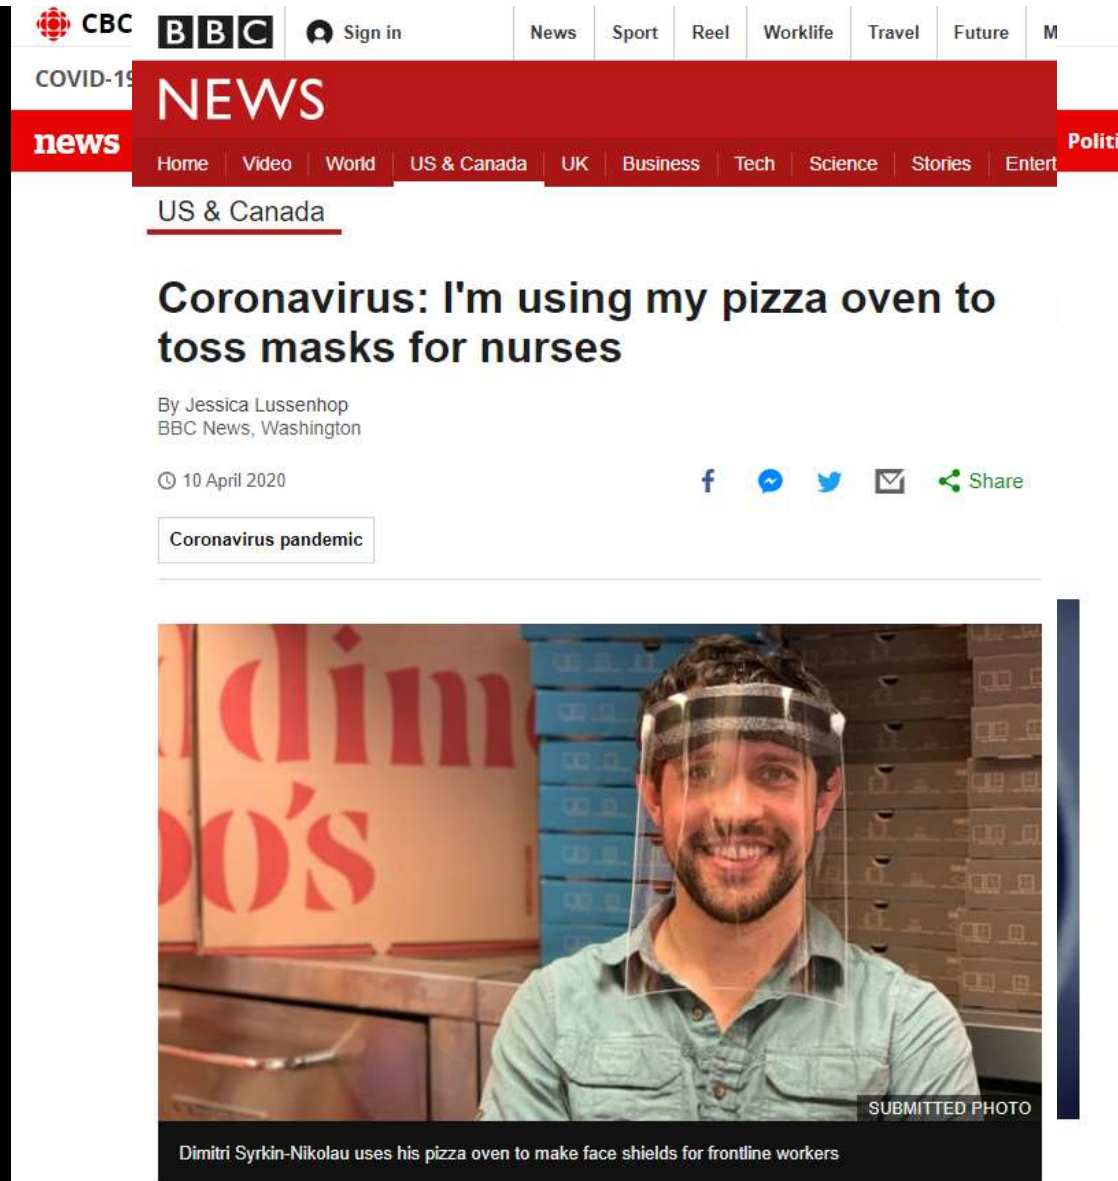 CBC
BBC Sign in News Sport Reel Worklife Travel Future M
COVID-19
NEWS
news
Politi
Home Video World US & Canada UK Business Tech Science Stories Entert
US & Canada
Coronavirus: I'm using my pizza oven to
toss masks for nurses
By Jessica Lussenhop
BBC News, Washington
10 April 2020
Share
Coronavirus pandemic
dim
oo's
SUBMITTED PHOTO
Dimitri Syrkin-Nikolau uses his pizza oven to make face shields for frontline workers